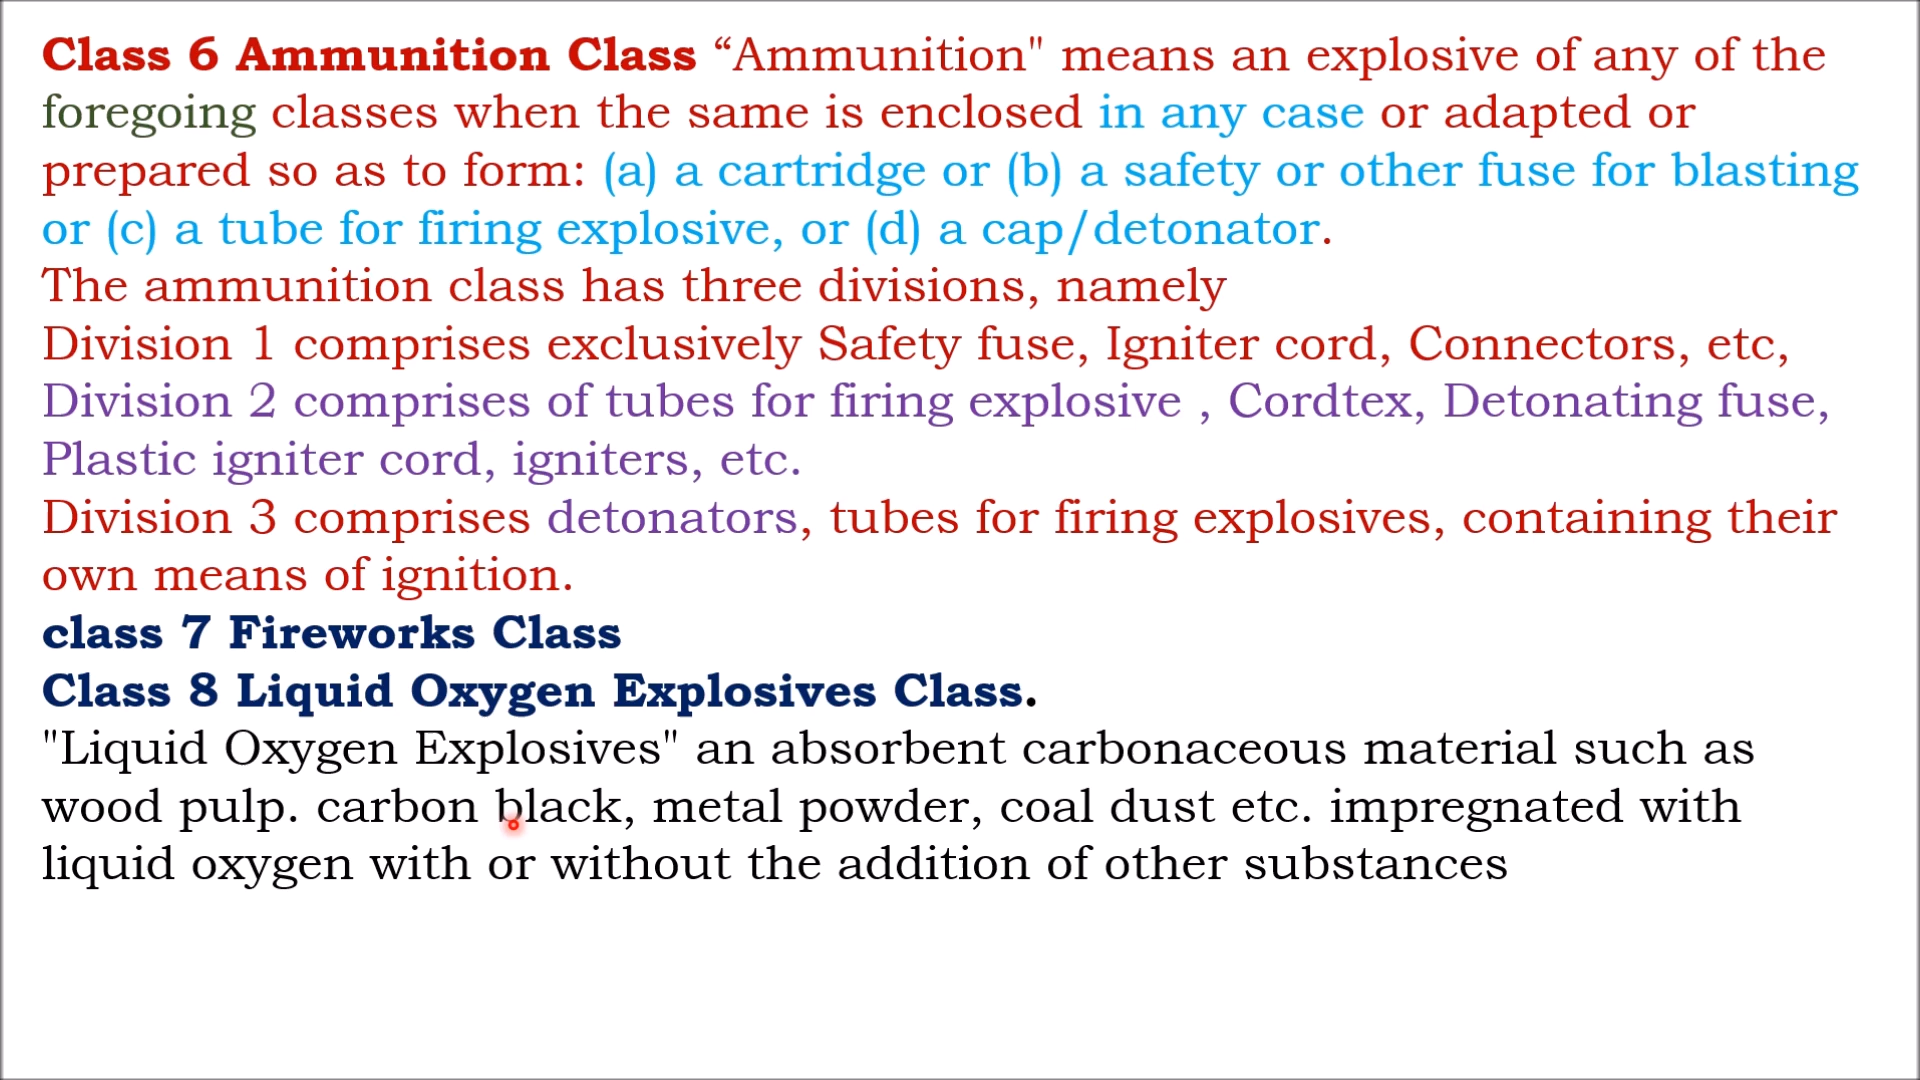 Class 6 Ammunition Class “Ammunition" means an explosive of any of the
foregoing classes when the same is enclosed in any case or adapted or
prepared so as to form: (a) a cartridge or (b) a safety or other fuse for blasting
or (c) a tube for firing explosive, or (d) a cap/detonator.
The ammunition class has three divisions, namely
Division 1 comprises exclusively Safety fuse, Igniter cord, Connectors, etc,
Division 2 comprises of tubes for firing explosive , Cordtex, Detonating fuse,
Plastic igniter cord, igniters, etc.
Division 3 comprises detonators, tubes for firing explosives, containing their
own means of ignition.
class 7 Fireworks Class
Class 8 Liquid Oxygen Explosives Class.
"Liquid Oxygen Explosives" an absorbent carbonaceous material such as
wood pulp. carbon black, metal powder, coal dust etc. impregnated with
liquid oxygen with or without the addition of other substances